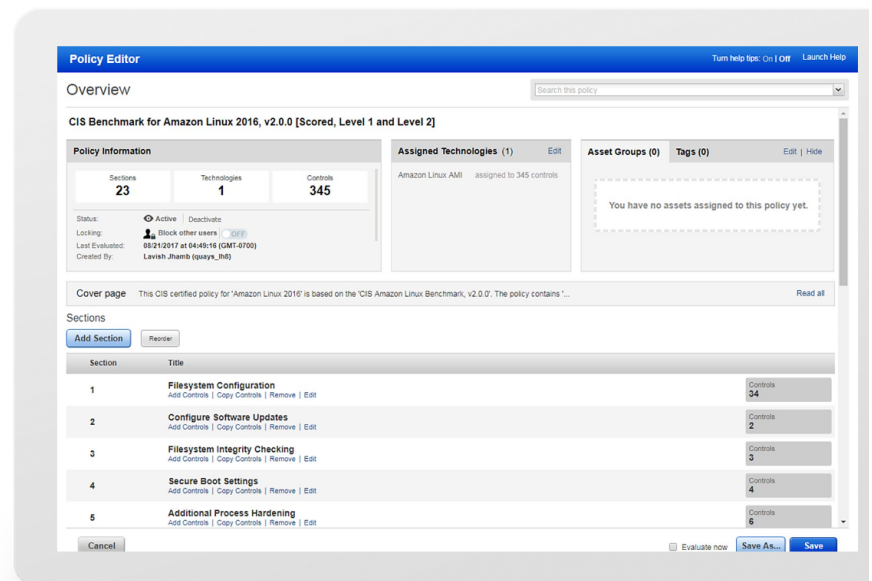 Policy Editor
Turn help tips: On | Off Launch Help
Overview
Search this policy
CIS Benchmark for Amazon Linux 2016, v2.0.0 [Scored, Level 1 and Level 2]
Policy Information
Sections
23
Technologies
1
Controls
345
Status: Active | Deactivate
Locking: Block other users OFF
Last Evaluated: 08/21/2017 at 04:49:16 (GMT-0700)
Created By: Lavish Jhamb (quays_lh8)
Assigned Technologies (1) Edit
Amazon Linux AMI assigned to 345 controls
Asset Groups (0) Tags (0) Edit | Hide
You have no assets assigned to this policy yet.
Cover page This CIS certified policy for 'Amazon Linux 2016' is based on the 'CIS Amazon Linux Benchmark, v2.0.0'. The policy contains '... Read all
Sections
Add Section Reorder
Section Title
1 Filesystem Configuration
Add Controls | Copy Controls | Remove | Edit
Controls
34
2 Configure Software Updates
Add Controls | Copy Controls | Remove | Edit
Controls
2
3 Filesystem Integrity Checking
Add Controls | Copy Controls | Remove | Edit
Controls
3
4 Secure Boot Settings
Add Controls | Copy Controls | Remove | Edit
Controls
4
5 Additional Process Hardening
Add Controls | Copy Controls | Remove | Edit
Controls
6
Cancel Evaluate now Save As... Save